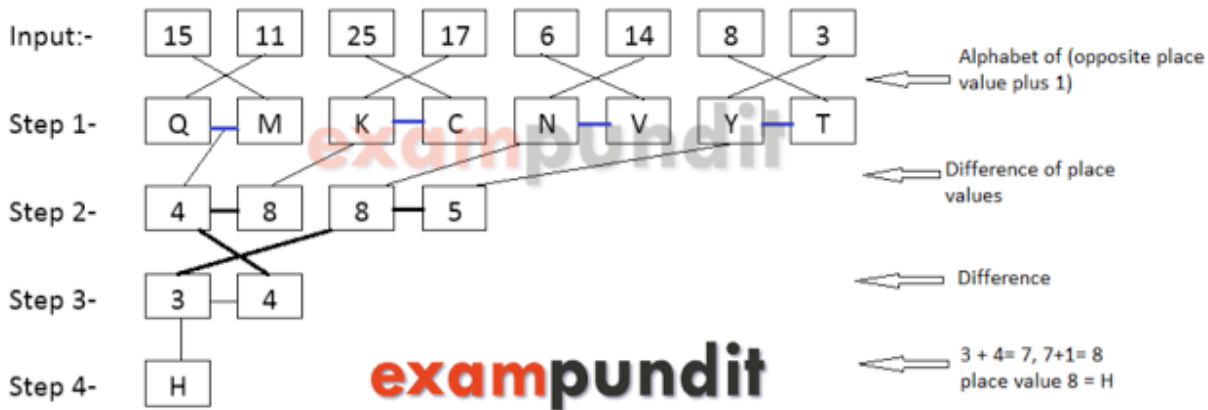 Input:- 15 11 25 17 6 14 8 3
Alphabet of (opposite place
value plus 1)
Step 1- Q M K C N V Y T
exampundit
Difference of place
values
Step 2- 4 8 8 5
Step 3- 3 4
Difference
Step 4- H
exampundit
3 + 4= 7, 7+1= 8
place value 8 = H